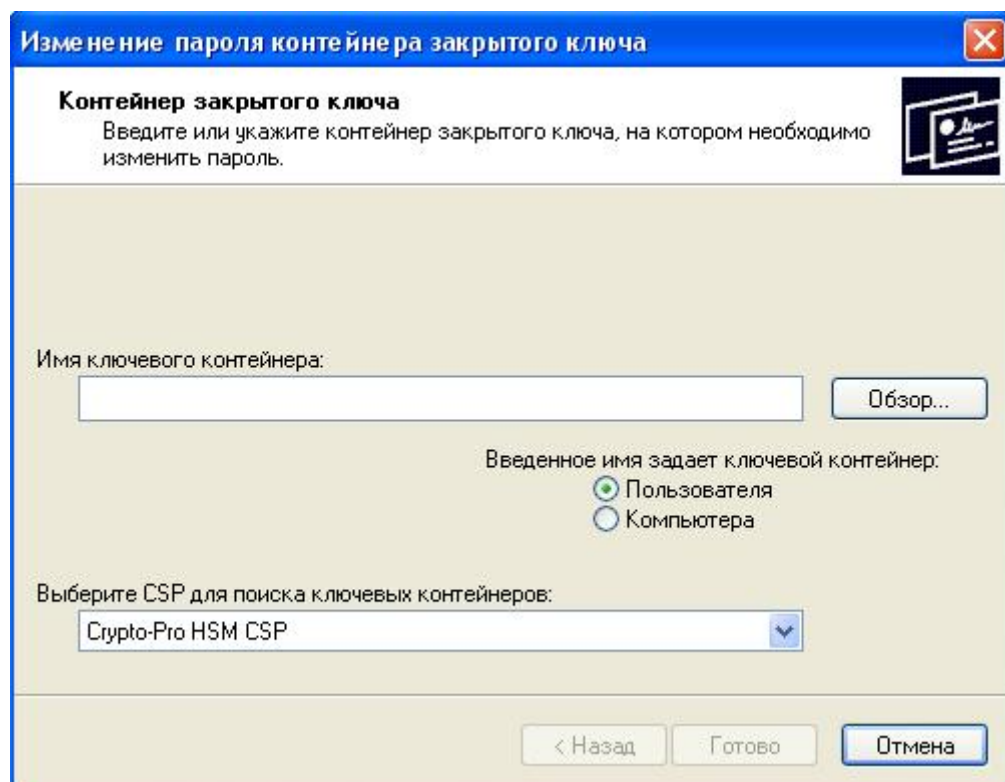 Изменение пароля контейнера закрытого ключа
Контейнер закрытого ключа
Введите или укажите контейнер закрытого ключа, на котором необходимо
изменить пароль.
Имя ключевого контейнера:
Обзор...
Введенное имя задает ключевой контейнер:
Пользователя
Компьютера
Выберите CSP для поиска ключевых контейнеров:
Crypto-Pro HSM CSP
< Назад
Готово
Отмена